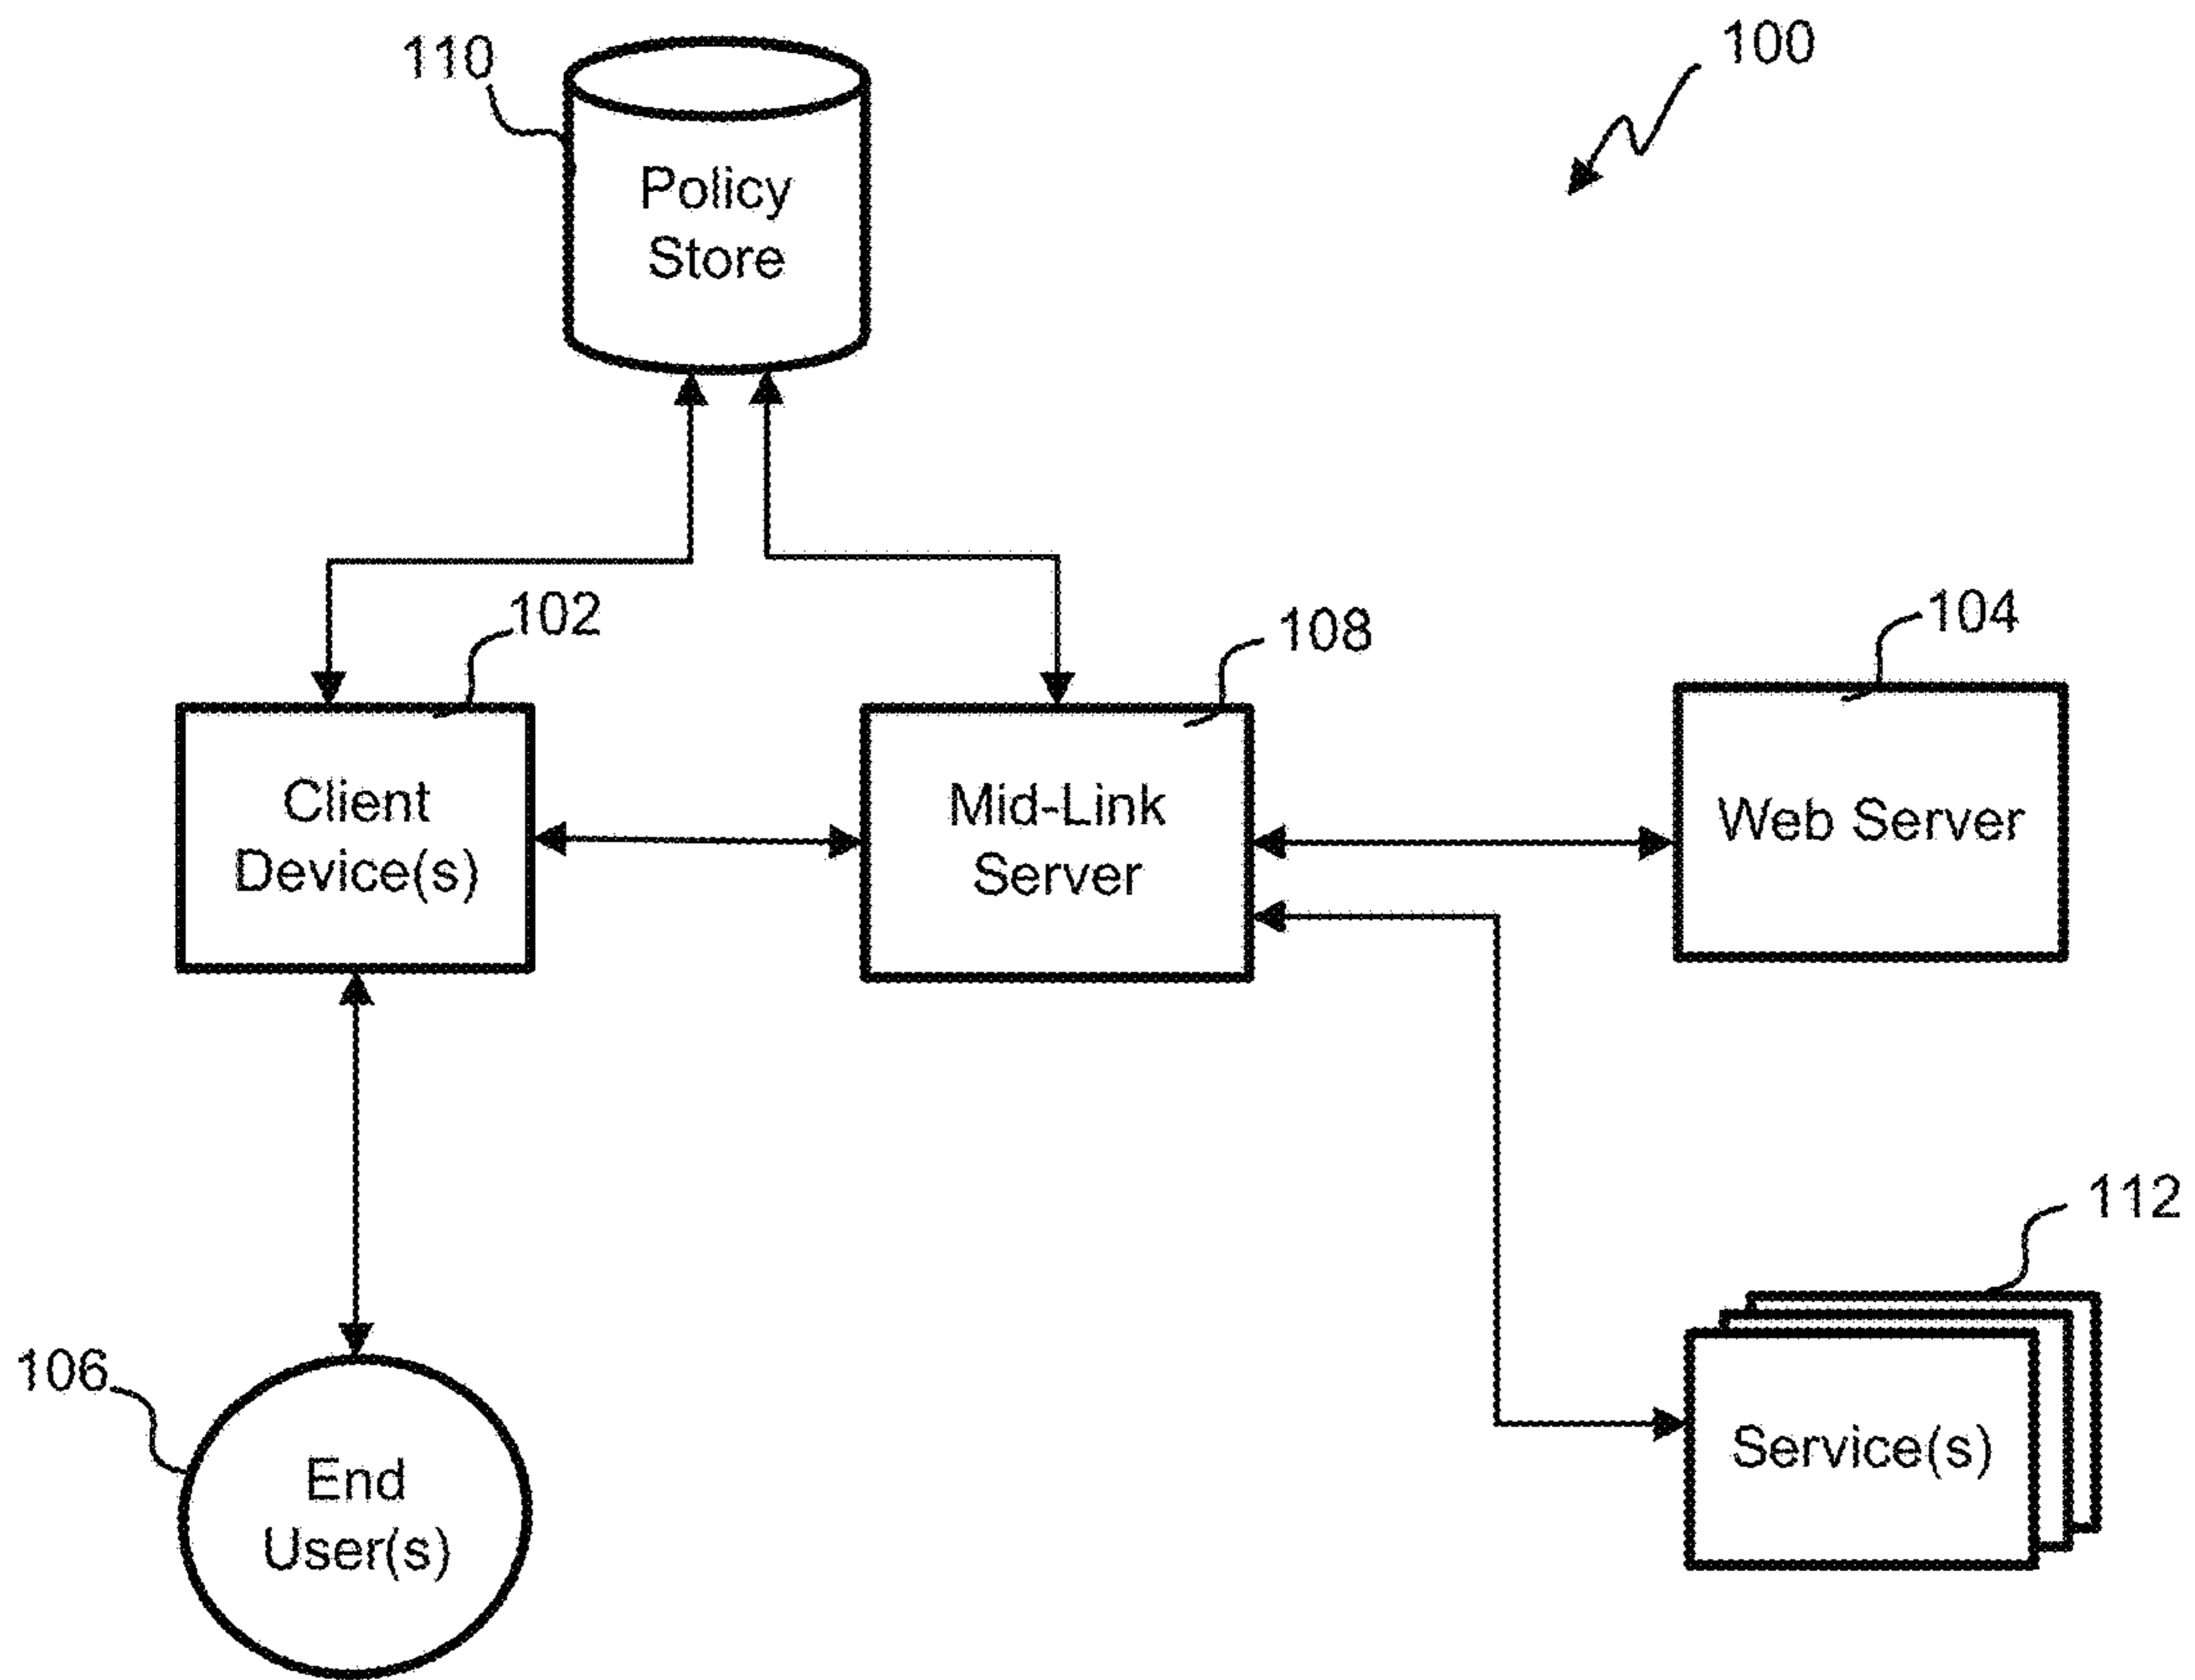 100
110
Policy
Store
102
108
104
Client
Device(s)
Mid-Link
Server
Web Server
112
106
End
User(s)
Service(s)